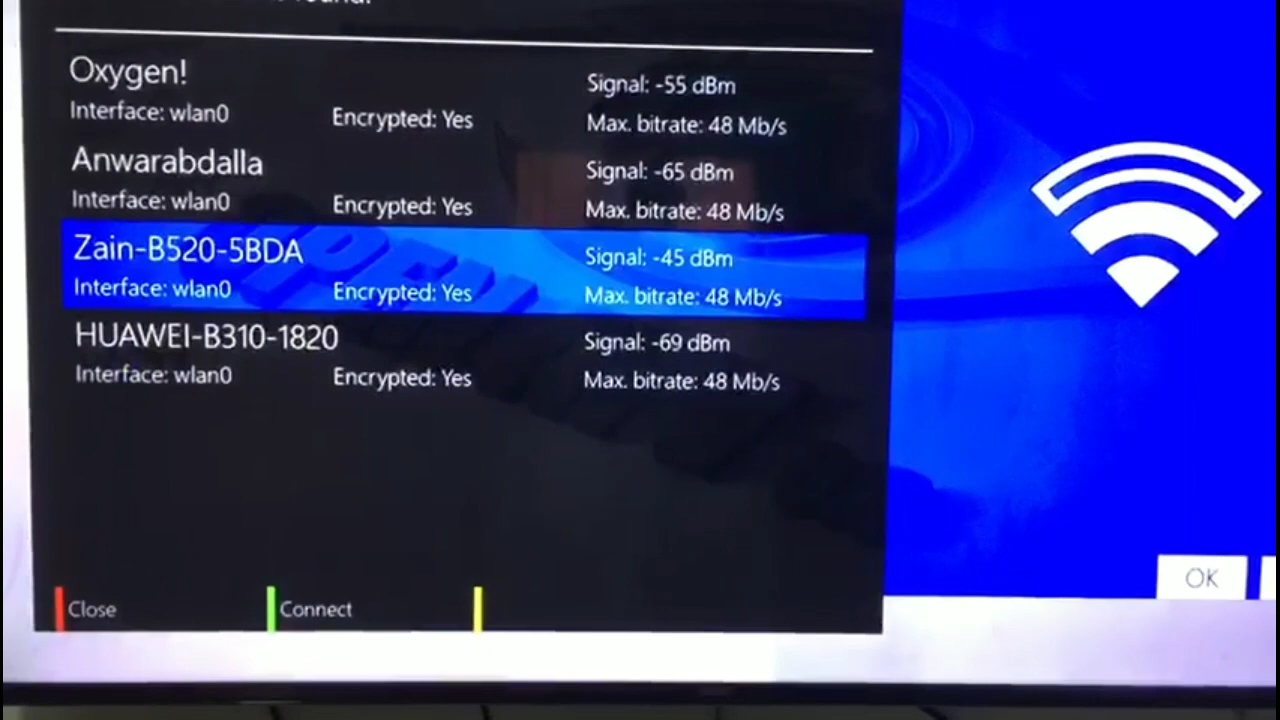 Oxygen!
Signal: -55 dBm
Interface: wlan0 Encrypted: Yes Max. bitrate: 48 Mb/s
Anwarabdalla
Signal: -65 dBm
Interface: wlan0 Encrypted: Yes Max. bitrate: 48 Mb/s
Zain-B520-5BDA
Signal: -45 dBm
Interface: wlan0 Encrypted: Yes Max. bitrate: 48 Mb/s
HUAWEI-B310-1820
Signal: -69 dBm
Interface: wlan0 Encrypted: Yes Max. bitrate: 48 Mb/s
OK
Close Connect